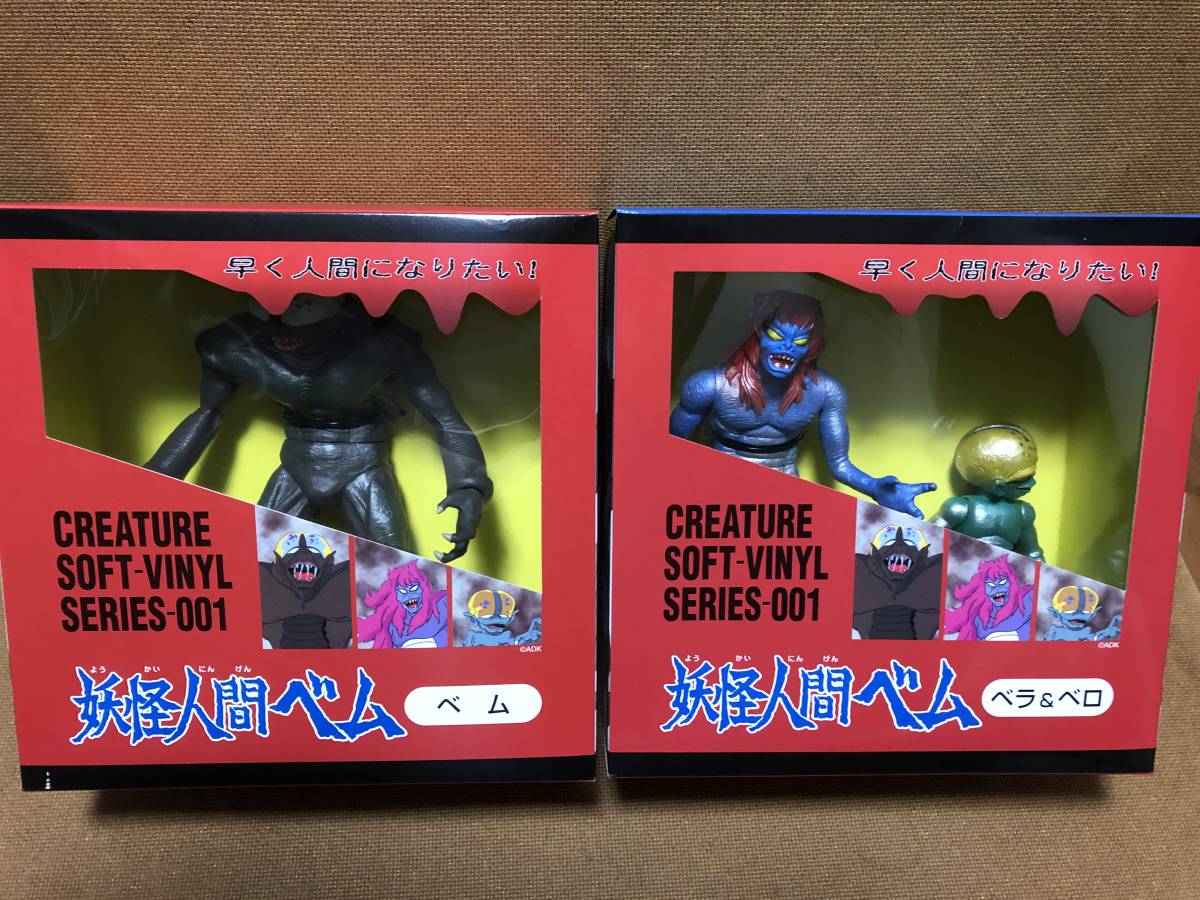 早く人間になりたい!
CREATURE
SOFT-VINYL
SERIES-001
©ADK
よう かい にん げん
妖怪人間ベム
ベム
早く人間になりたい!
CREATURE
SOFT-VINYL
SERIES-001
©ADK
よう かい にん げん
妖怪人間ベム
ベラ&ベロ